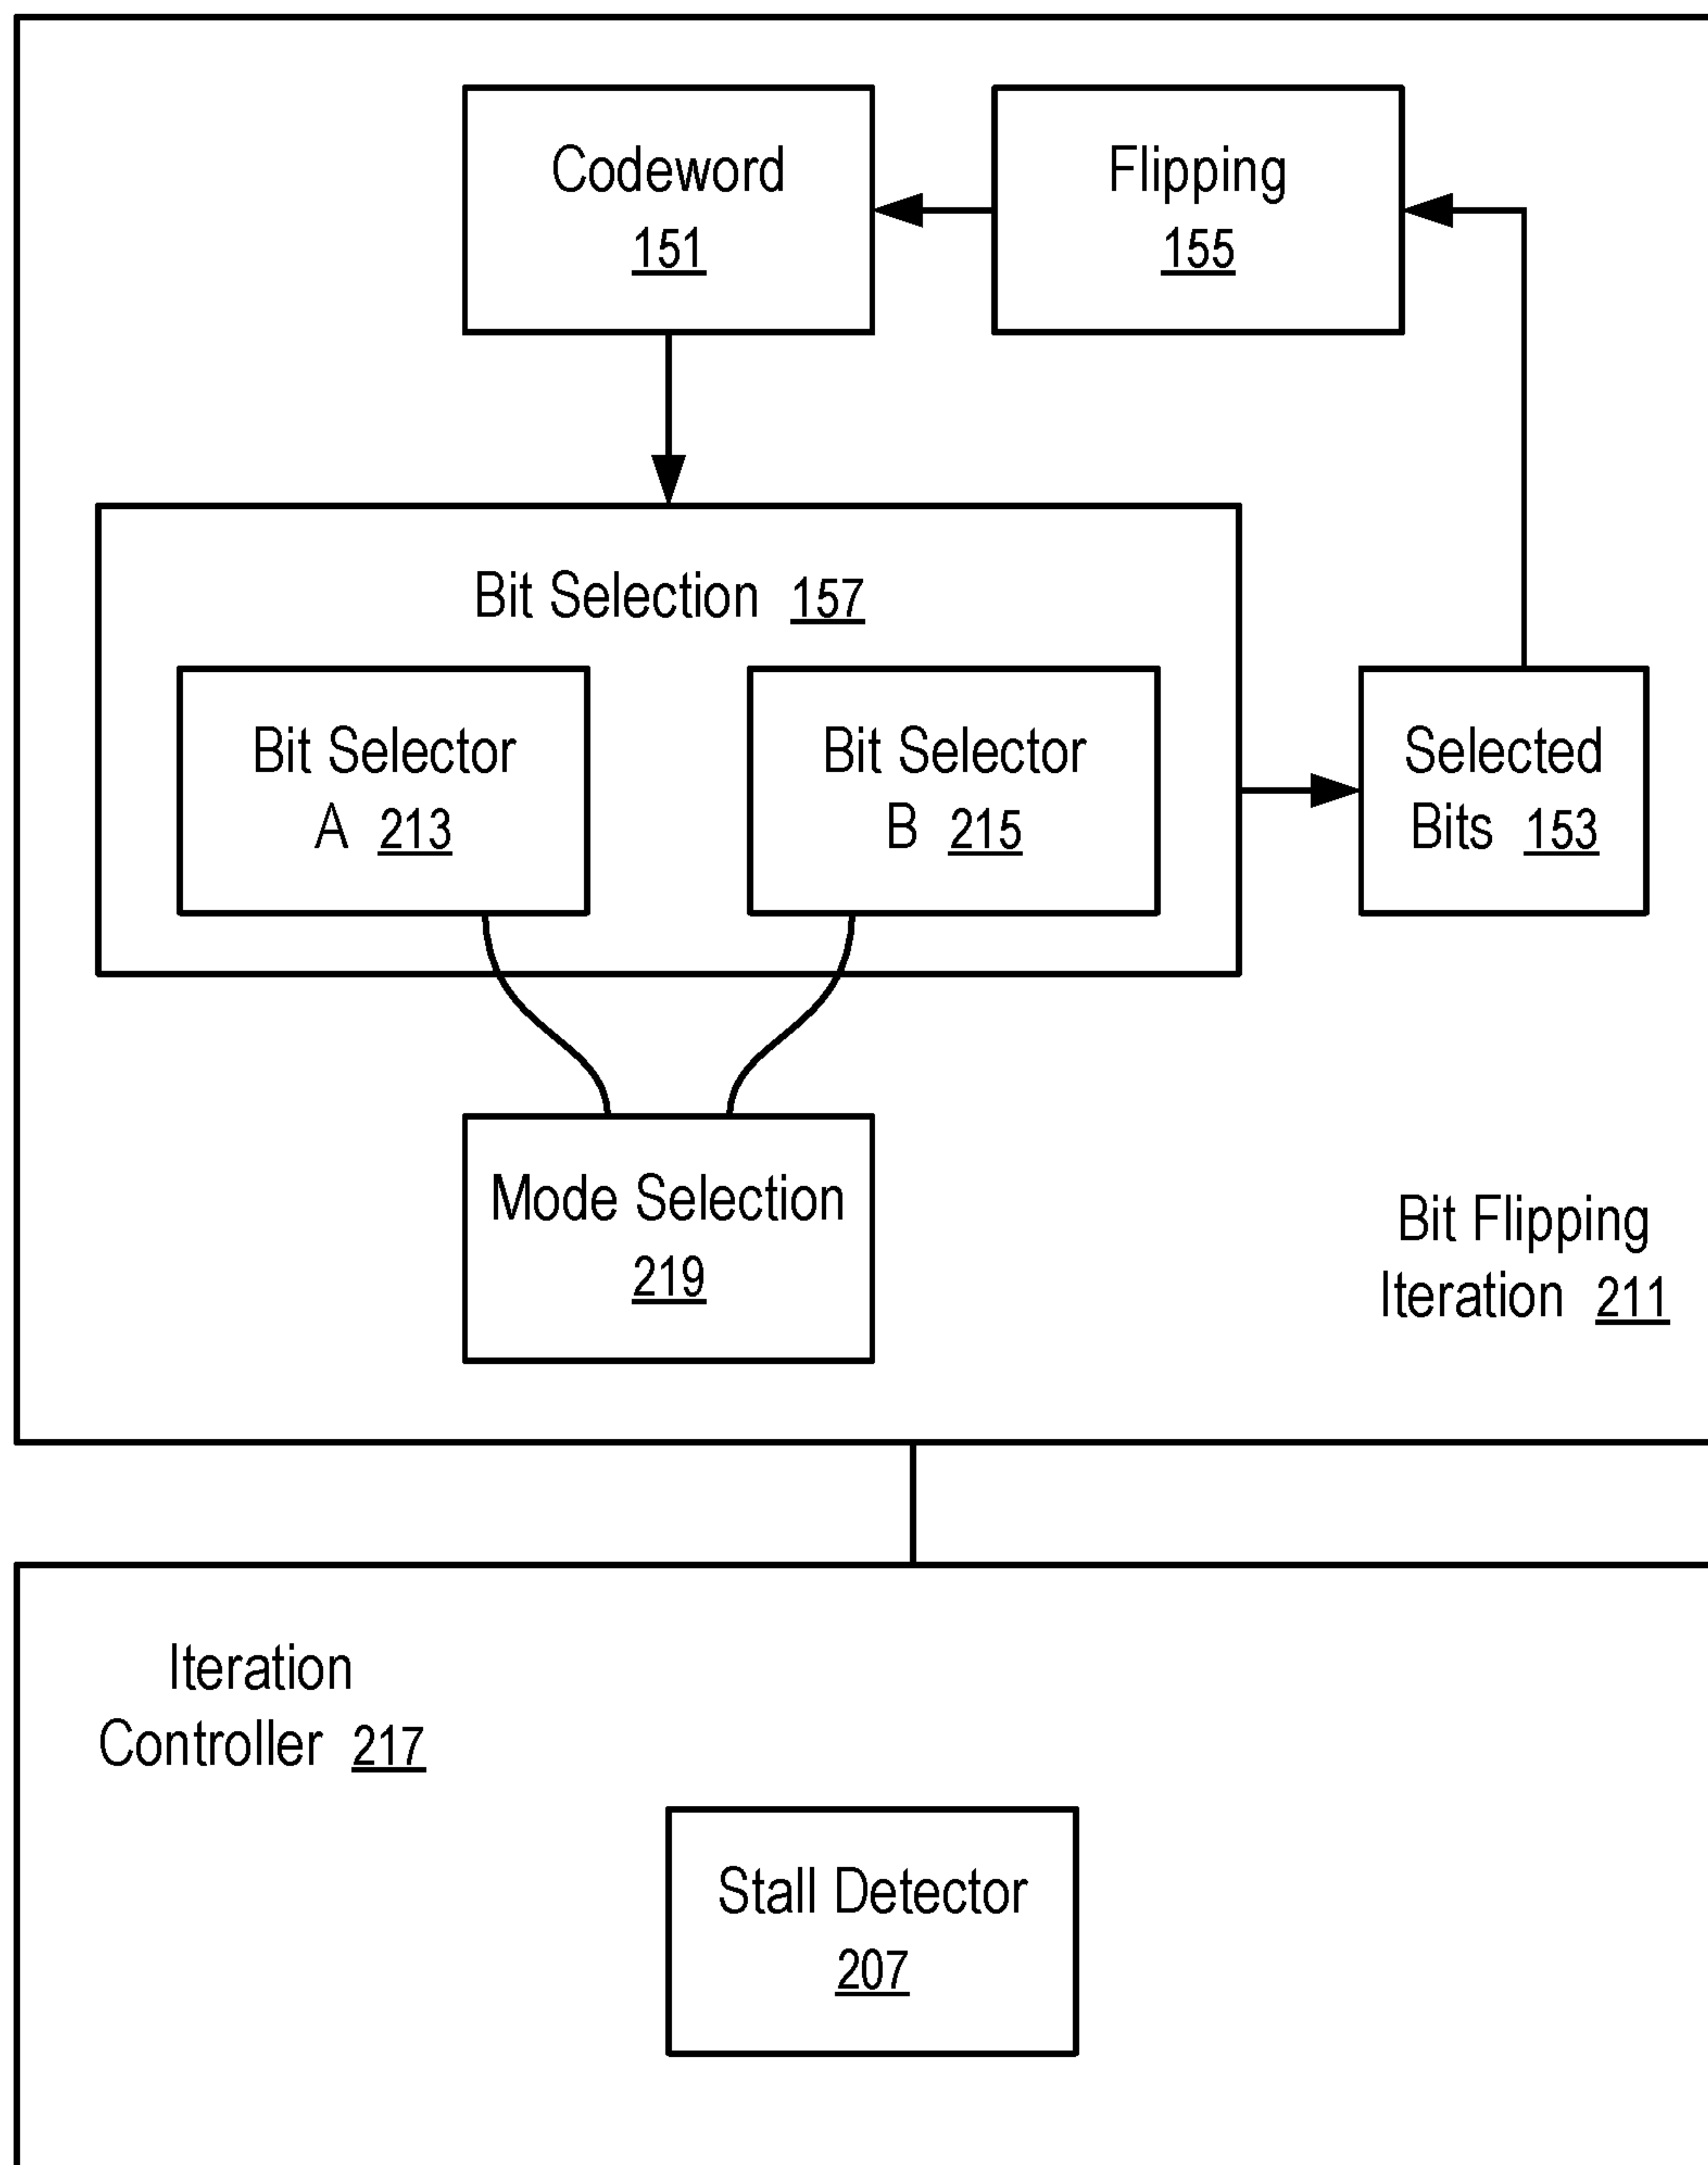 Codeword
151
Flipping
155
Bit Selection 157
Bit Selector
A 213
Bit Selector
B 215
Selected
Bits 153
Mode Selection
219
Bit Flipping
Iteration 211
Iteration
Controller 217
Stall Detector
207